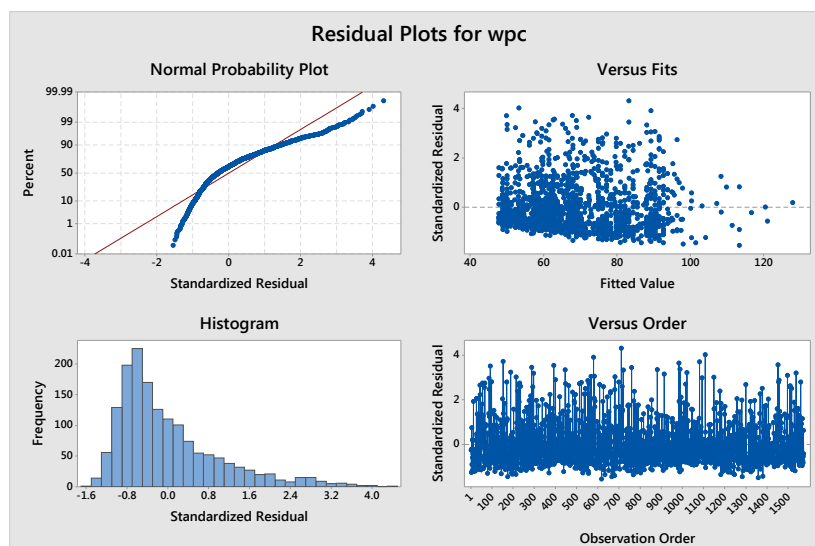 Residual Plots for wpc
Normal Probability Plot
99.99
99
90
50
10
1
0.01
Percent
-4 -2 0 2 4
Standardized Residual
Versus Fits
4
2
0
Standardized Residual
40 60 80 100 120
Fitted Value
Histogram
200
150
100
50
0
Frequency
-1.6 -0.8 0.0 0.8 1.6 2.4 3.2 4.0
Standardized Residual
Versus Order
4
2
0
Standardized Residual
1 100 200 300 400 500 600 700 800 900 1000 1100 1200 1300 1400 1500
Observation Order